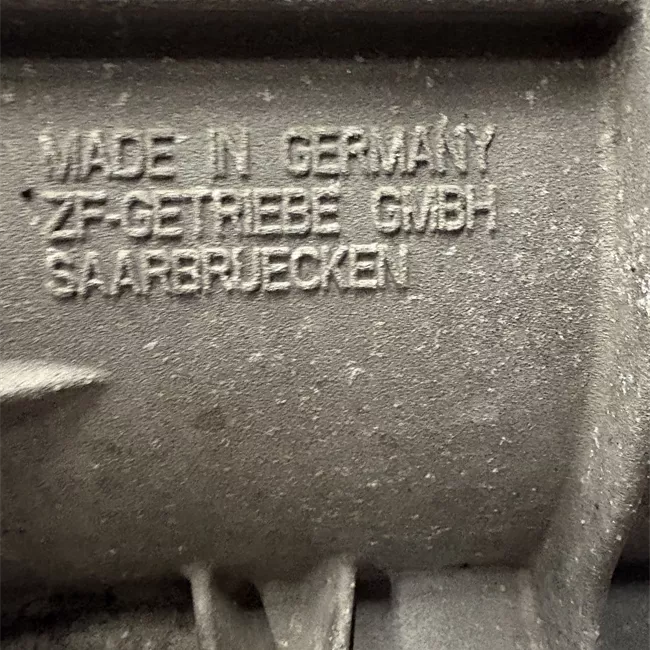 MADE IN GERMANY
ZF-GETRIEBE GMBH
SAARBRUECKEN